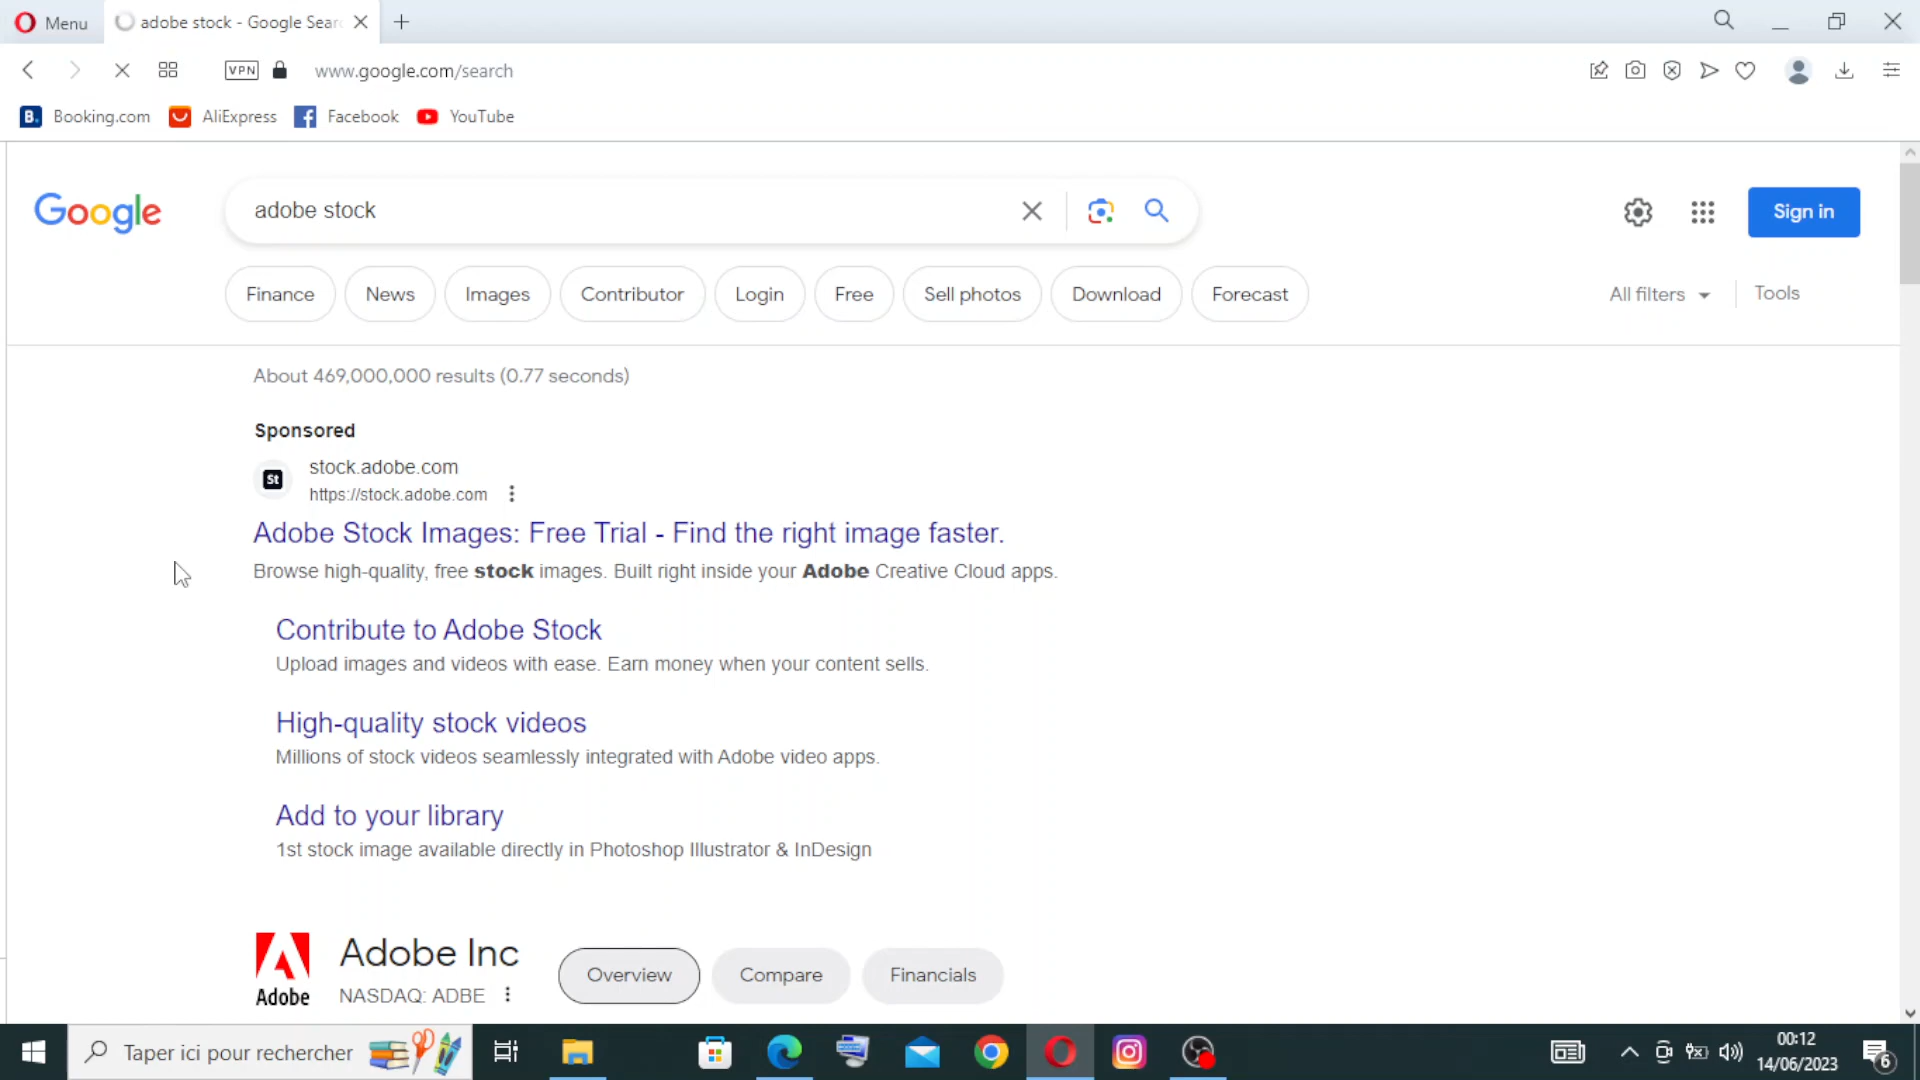 Menu
adobe stock - Google Sear
VPN
www.google.com/search
B. Booking.com AliExpress Facebook YouTube
Google
adobe stock
Sign in
Finance News Images Contributor Login Free Sell photos Download Forecast All filters Tools
About 469,000,000 results (0.77 seconds)
Sponsored
St
stock.adobe.com
https://stock.adobe.com
Adobe Stock Images: Free Trial - Find the right image faster.
Browse high-quality, free stock images. Built right inside your Adobe Creative Cloud apps.
Contribute to Adobe Stock
Upload images and videos with ease. Earn money when your content sells.
High-quality stock videos
Millions of stock videos seamlessly integrated with Adobe video apps.
Add to your library
1st stock image available directly in Photoshop Illustrator & InDesign
Adobe
Adobe Inc
NASDAQ: ADBE
Overview Compare Financials
Taper ici pour rechercher
00:12
14/06/2023
6